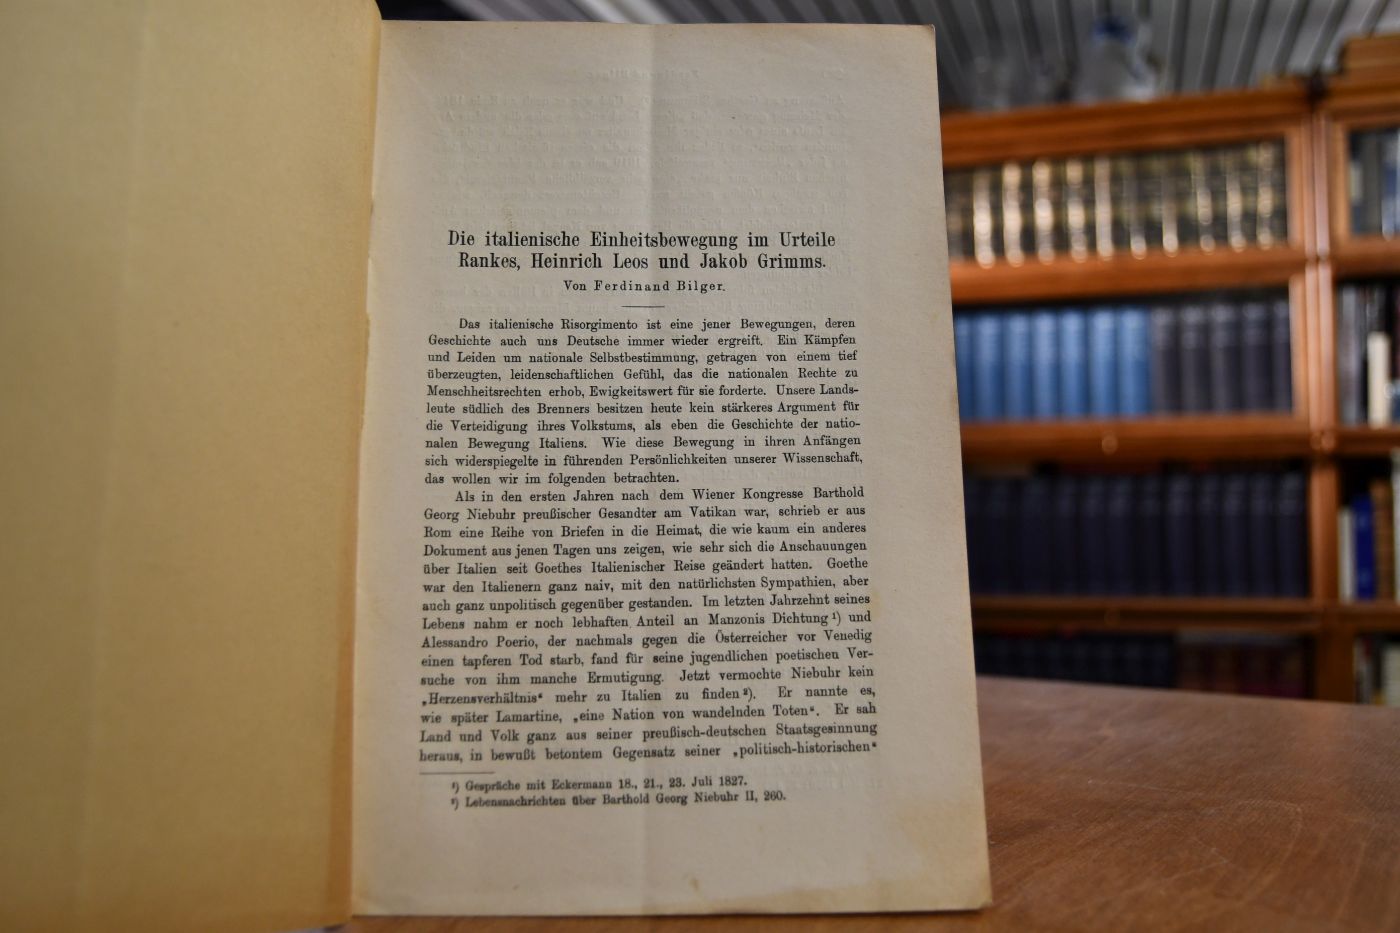 Die italienische Einheitsbewegung im Urteile
Rankes, Heinrich Leos und Jakob Grimms.
Von Ferdinand Bilger.
Das italienische Risorgimento ist eine jener Bewegungen, deren
Geschichte auch uns Deutsche immer wieder ergreift. Ein Kämpfen
und Leiden um nationale Selbstbestimmung, getragen von einem tief
überzeugten, leidenschaftlichen Gefühl, das die nationalen Rechte zu
Menschheitsrechten erhob, Ewigkeitswert für sie forderte. Unsere Lands-
leute südlich des Brenners besitzen heute kein stärkeres Argument für
die Verteidigung ihres Volkstums, als eben die Geschichte der natio-
nalen Bewegung Italiens. Wie diese Bewegung in ihren Anfängen
sich widerspiegelte in führenden Persönlichkeiten unserer Wissenschaft,
das wollen wir im folgenden betrachten.
Als in den ersten Jahren nach dem Wiener Kongresse Barthold
Georg Niebuhr preußischer Gesandter am Vatikan war, schrieb er aus
Rom eine Reihe von Briefen in die Heimat, die wie kaum ein anderes
Dokument aus jenen Tagen uns zeigen, wie sehr sich die Anschauungen
über Italien seit Goethes Italienischer Reise geändert hatten. Goethe
war den Italienern ganz naiv, mit den natürlichsten Sympathien, aber
auch ganz unpolitisch gegenüber gestanden. Im letzten Jahrzehnt seines
Lebens nahm er noch lebhaften Anteil an Manzonis Dichtung¹) und
Alessandro Poerio, der nachmals gegen die Österreicher vor Venedig
einen tapferen Tod starb, fand für seine jugendlichen poetischen Ver-
suche von ihm manche Ermutigung. Jetzt vermochte Niebuhr kein
„Herzensverhältnis“ mehr zu Italien zu finden²). Er nannte es,
wie später Lamartine, „eine Nation von wandelnden Toten“. Er sah
Land und Volk ganz aus seiner preußisch-deutschen Staatsgesinnung
heraus, in bewußt betontem Gegensatz seiner „politisch-historischen“
¹) Gespräche mit Eckermann 18., 21., 23. Juli 1827.
²) Lebensnachrichten über Barthold Georg Niebuhr II, 260.